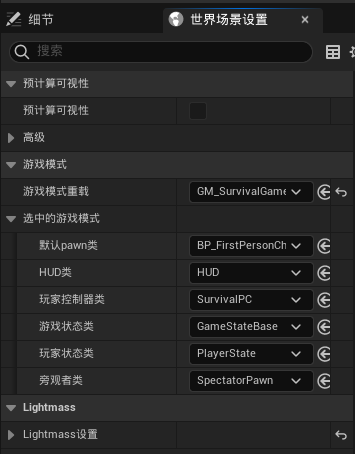 细节 世界场景设置
搜索
预计算可视性
预计算可视性
高级
游戏模式
游戏模式重载 GM_SurvivalGame
选中的游戏模式
默认pawn类 BP_FirstPersonCh
HUD类 HUD
玩家控制器类 SurvivalPC
游戏状态类 GameStateBase
玩家状态类 PlayerState
旁观者类 SpectatorPawn
Lightmass
Lightmass设置